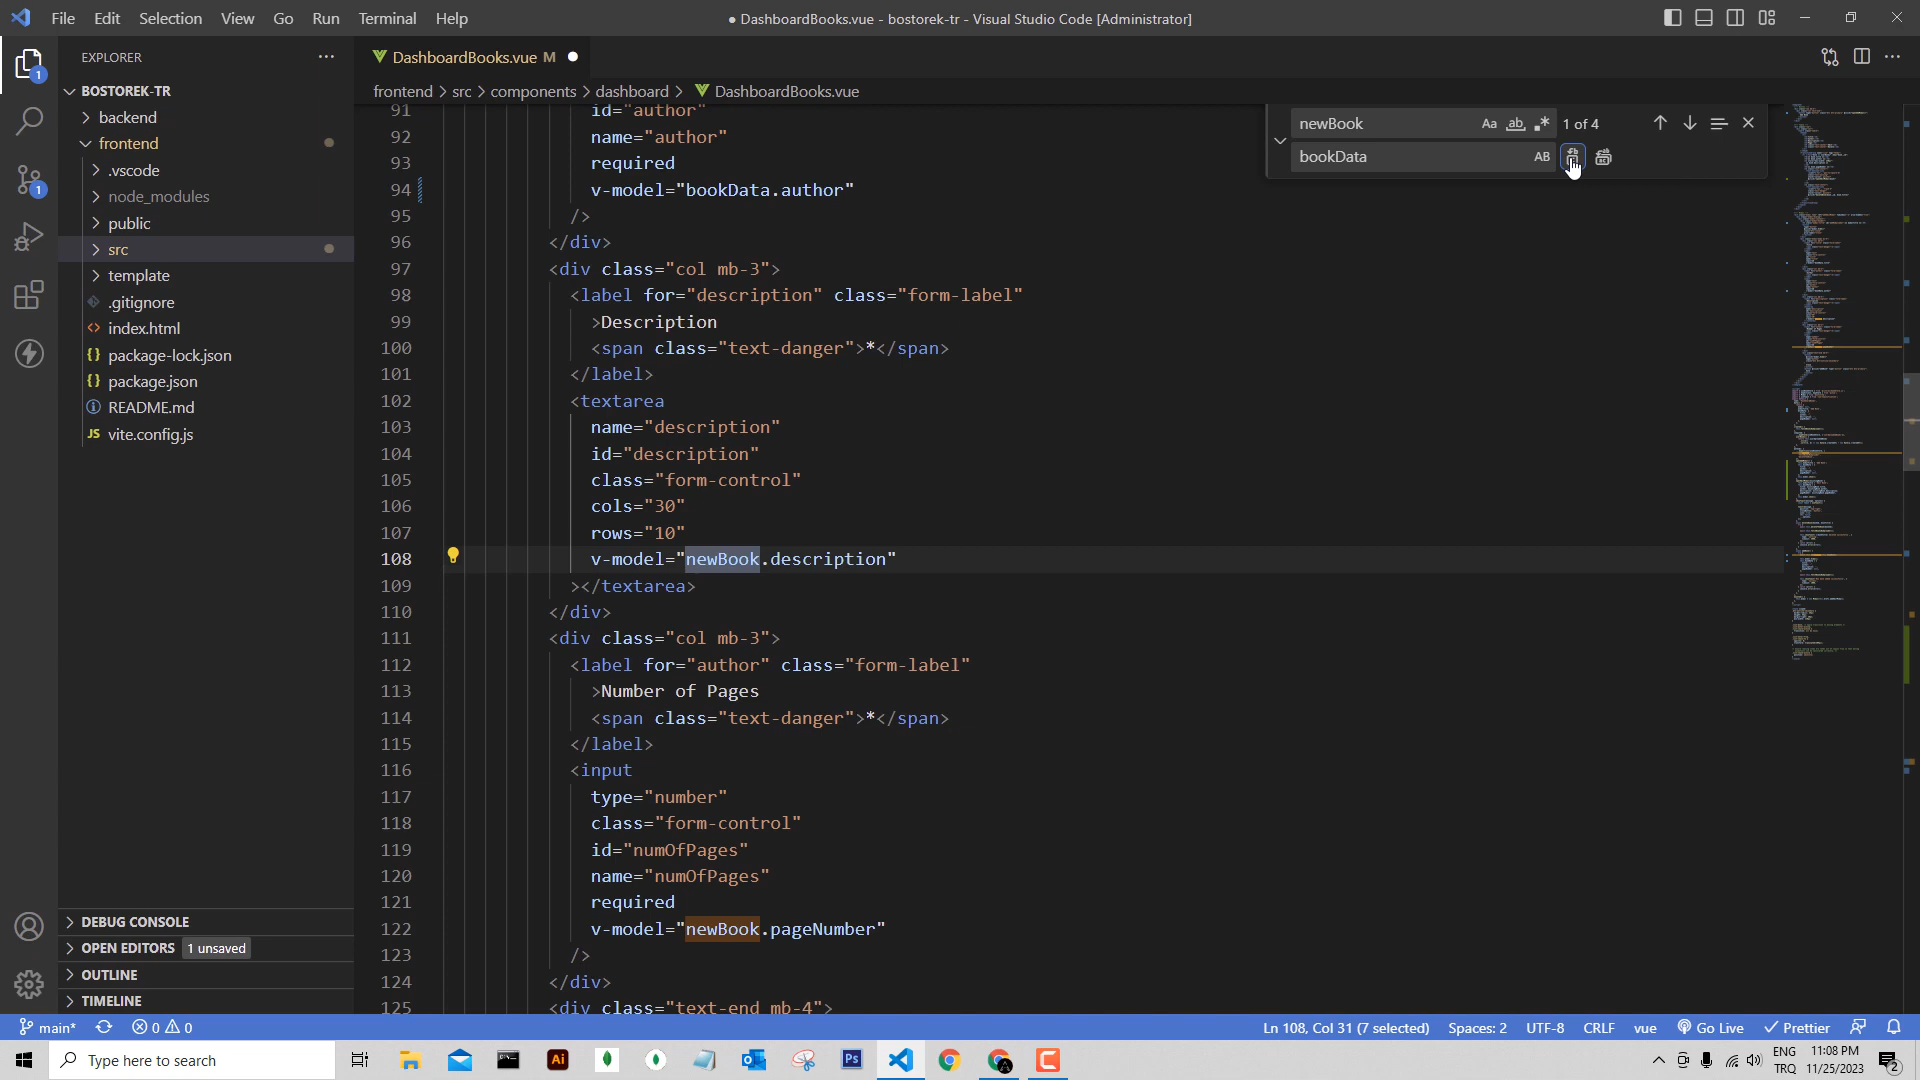 File Edit Selection View Go Run Terminal Help
● DashboardBooks.vue - bostorek-tr - Visual Studio Code [Administrator]
EXPLORER
DashboardBooks.vue M
BOSTOREK-TR
backend
frontend
.vscode
node_modules
public
src
template
.gitignore
index.html
package-lock.json
package.json
README.md
vite.config.js
DEBUG CONSOLE
OPEN EDITORS 1 unsaved
OUTLINE
TIMELINE
frontend > src > components > dashboard > DashboardBooks.vue
newBook Aa ab 1 of 4
bookData AB
91 id="author"
92 name="author"
93 required
94 v-model="bookData.author"
95 />
96 </div>
97 <div class="col mb-3">
98 <label for="description" class="form-label"
99 >Description
100 <span class="text-danger">*</span>
101 </label>
102 <textarea
103 name="description"
104 id="description"
105 class="form-control"
106 cols="30"
107 rows="10"
108 v-model="newBook.description"
109 ></textarea>
110 </div>
111 <div class="col mb-3">
112 <label for="author" class="form-label"
113 >Number of Pages
114 <span class="text-danger">*</span>
115 </label>
116 <input
117 type="number"
118 class="form-control"
119 id="numOfPages"
120 name="numOfPages"
121 required
122 v-model="newBook.pageNumber"
123 />
124 </div>
125 <div class="text-end mb-4">
main* 0 0 Ln 108, Col 31 (7 selected) Spaces: 2 UTF-8 CRLF vue Go Live Prettier
Type here to search
ENG 11:08 PM
TRQ 11/25/2023